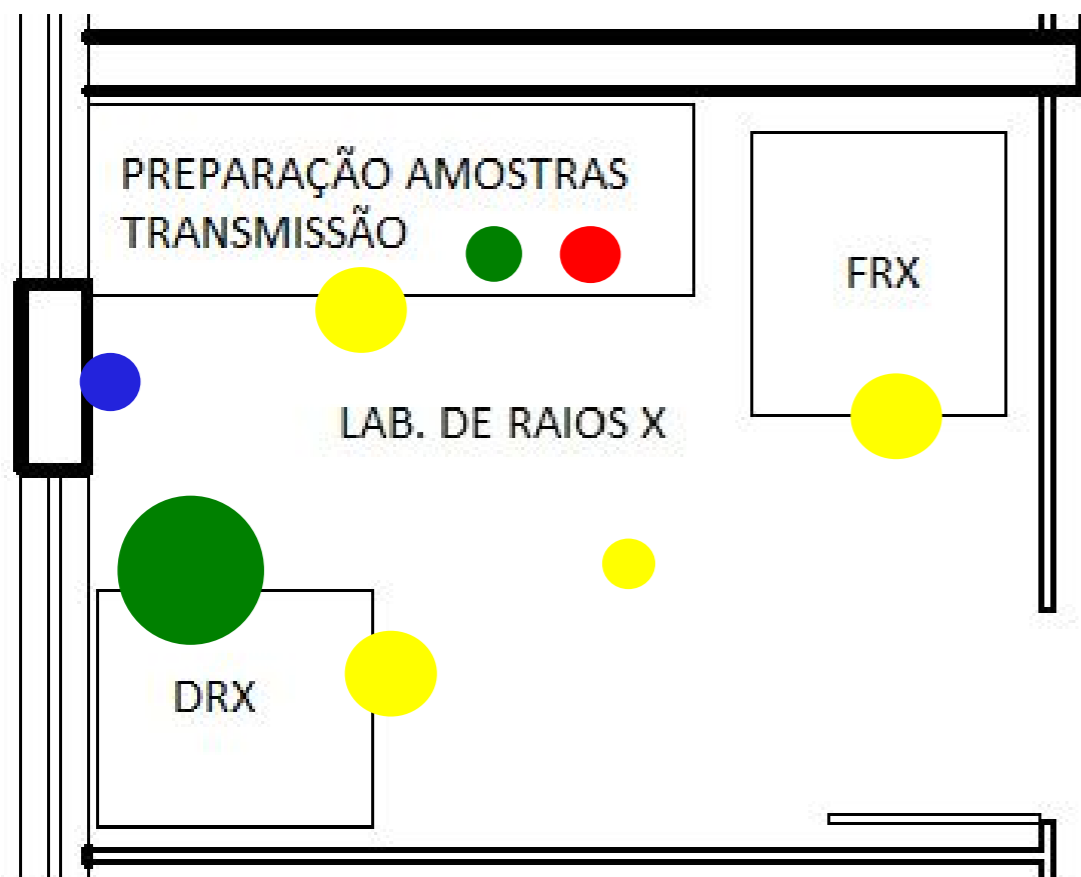 PREPARAÇÃO AMOSTRAS
TRANSMISSÃO
FRX
LAB. DE RAIOS X
DRX